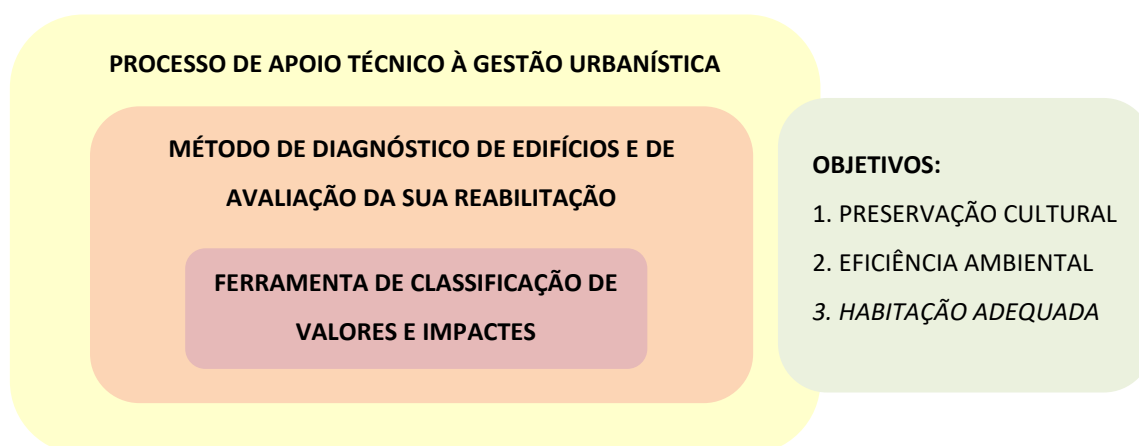 PROCESSO DE APOIO TÉCNICO À GESTÃO URBANÍSTICA
MÉTODO DE DIAGNÓSTICO DE EDIFÍCIOS E DE
AVALIAÇÃO DA SUA REABILITAÇÃO
FERRAMENTA DE CLASSIFICAÇÃO DE
VALORES E IMPACTES
OBJETIVOS:
1. PRESERVAÇÃO CULTURAL
2. EFICIÊNCIA AMBIENTAL
3. HABITAÇÃO ADEQUADA